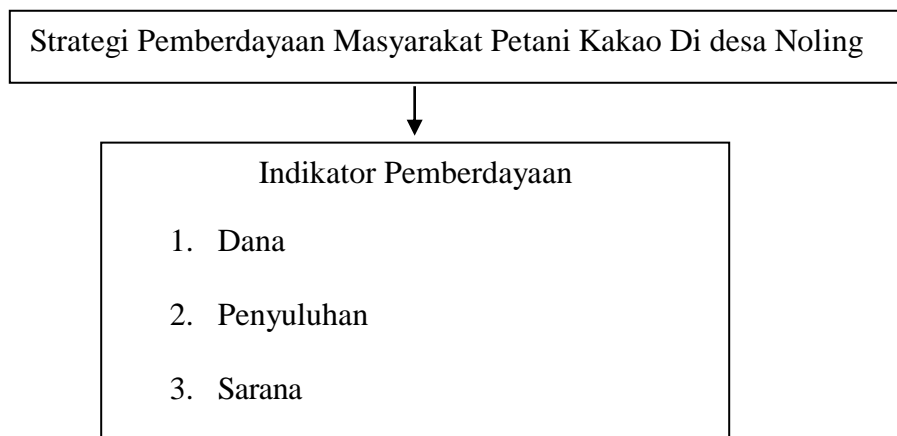 Strategi Pemberdayaan Masyarakat Petani Kakao Di desa Noling
Indikator Pemberdayaan
1. Dana
2. Penyuluhan
3. Sarana